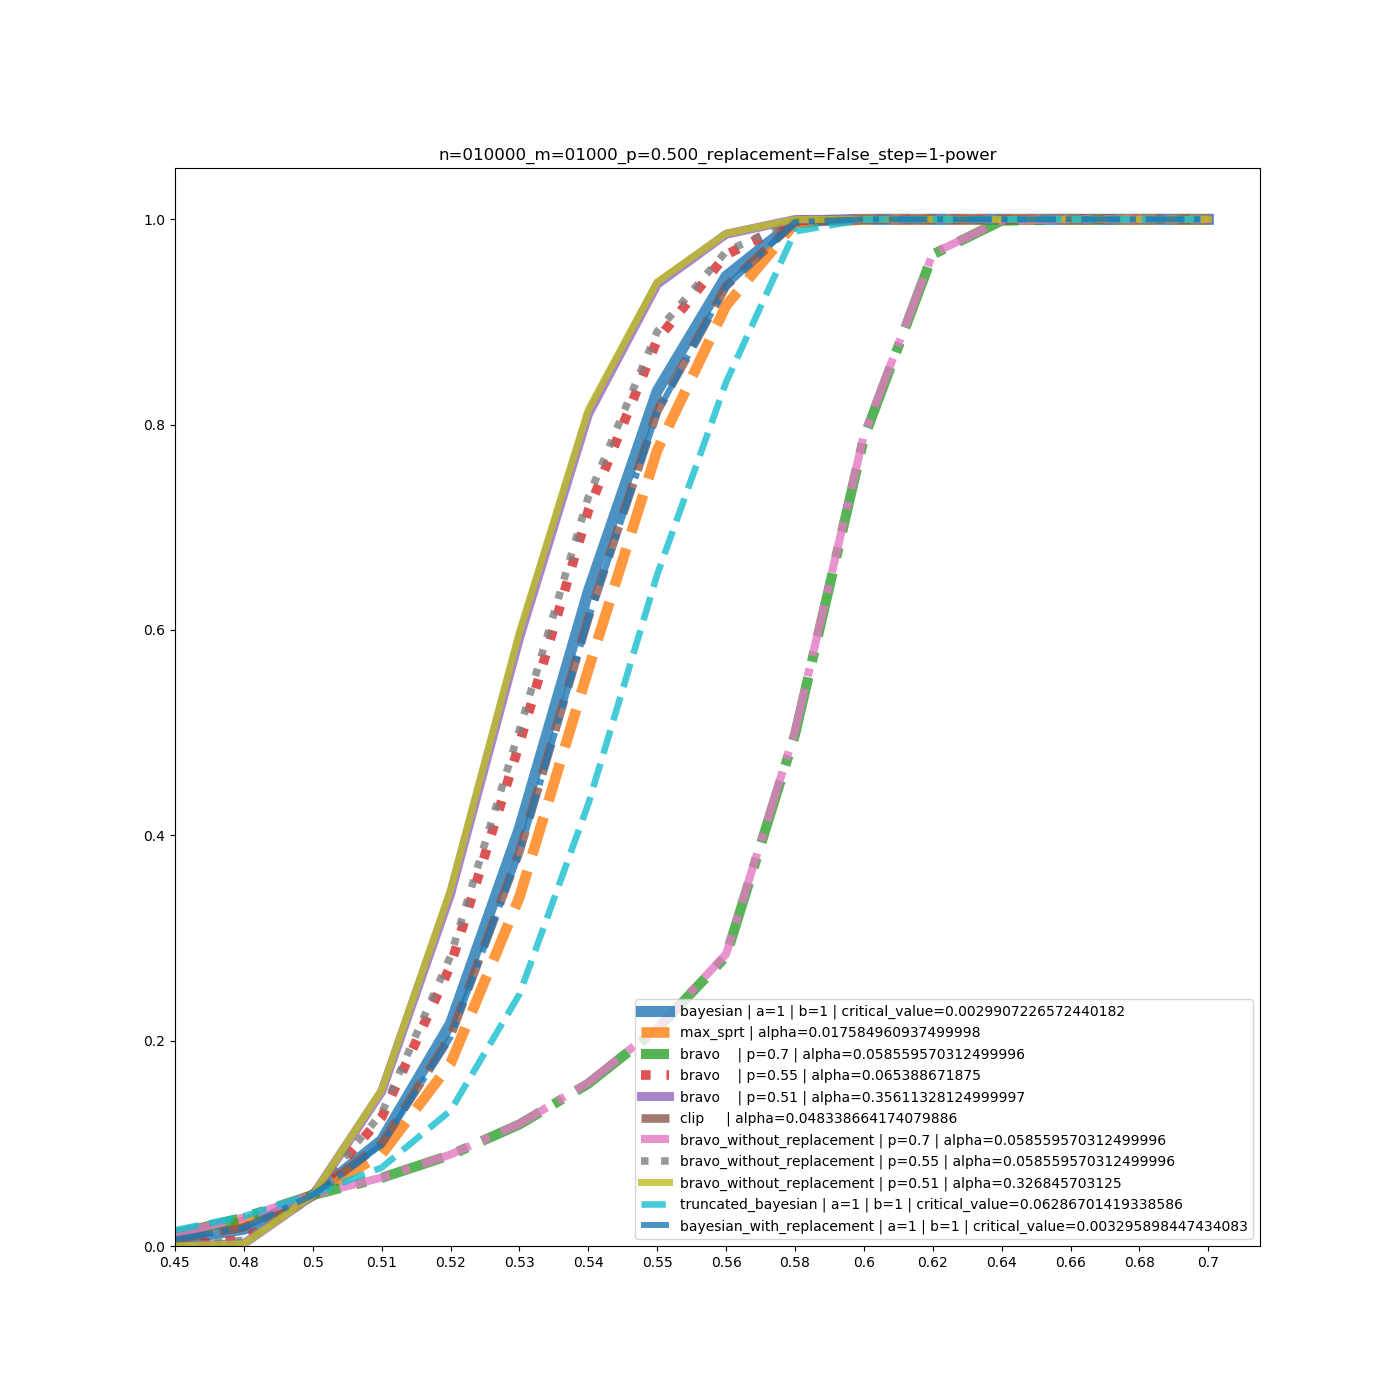 n=010000_m=01000_p=0.500_replacement=False_step=1-power
1.0
0.8
0.6
0.4
0.2
0.0
bayesian | a=1 | b=1 | critical_value=0.0029907226572440182
max_sprt | alpha=0.017584960937499998
bravo    | p=0.7 | alpha=0.058559570312499996
bravo    | p=0.55 | alpha=0.065388671875
bravo    | p=0.51 | alpha=0.35611328124999997
clip     | alpha=0.048338664174079886
bravo_without_replacement | p=0.7 | alpha=0.058559570312499996
bravo_without_replacement | p=0.55 | alpha=0.058559570312499996
bravo_without_replacement | p=0.51 | alpha=0.326845703125
truncated_bayesian | a=1 | b=1 | critical_value=0.06286701419338586
bayesian_with_replacement | a=1 | b=1 | critical_value=0.003295898447434083
0.45 0.48 0.5 0.51 0.52 0.53 0.54 0.55 0.56 0.58 0.6 0.62 0.64 0.66 0.68 0.7